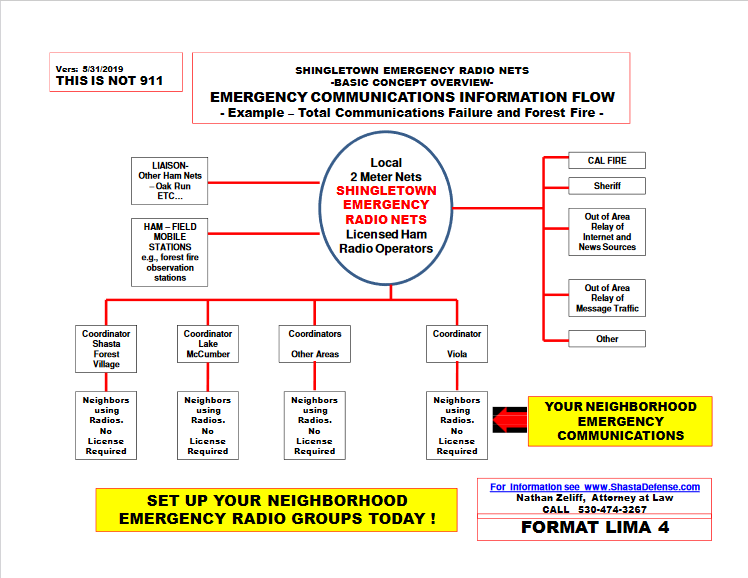 Vers: 5/31/2019
THIS IS NOT 911
SHINGLETOWN EMERGENCY RADIO NETS
-BASIC CONCEPT OVERVIEW-
EMERGENCY COMMUNICATIONS INFORMATION FLOW
- Example – Total Communications Failure and Forest Fire -
LIAISON-
Other Ham Nets
– Oak Run
ETC...
HAM – FIELD
MOBILE
STATIONS
e.g., forest fire
observation
stations
Local
2 Meter Nets
SHINGLETOWN
EMERGENCY
RADIO NETS
Licensed Ham
Radio Operators
CAL FIRE
Sheriff
Out of Area
Relay of
Internet and
News Sources
Out of Area
Relay of
Message Traffic
Other
Coordinator
Shasta
Forest
Village
Coordinator
Lake
McCumber
Coordinators
Other Areas
Coordinator
Viola
Neighbors
using
Radios.
No
License
Required
Neighbors
using
Radios.
No
License
Required
Neighbors
using
Radios.
No
License
Required
Neighbors
using
Radios.
No
License
Required
YOUR NEIGHBORHOOD
EMERGENCY
COMMUNICATIONS
SET UP YOUR NEIGHBORHOOD
EMERGENCY RADIO GROUPS TODAY !
For Information see www.ShastaDefense.com
Nathan Zeliff, Attorney at Law
CALL 530-474-3267
FORMAT LIMA 4